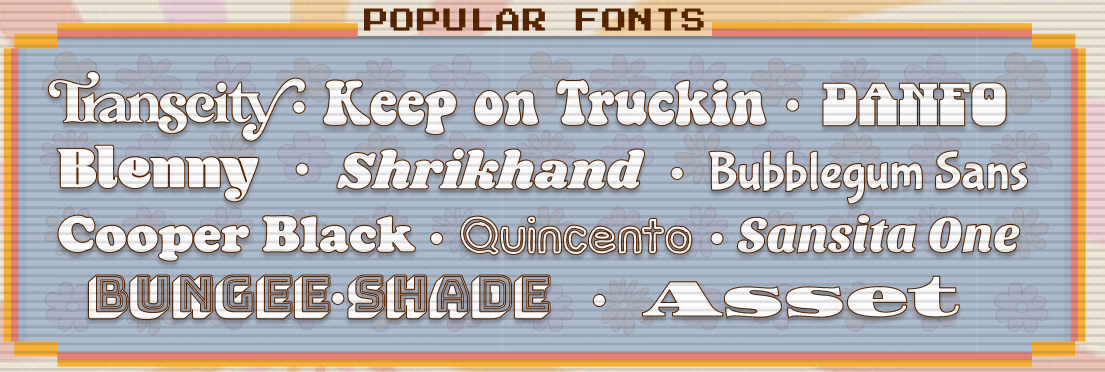 POPULAR FONTS
Transcity • Keep on Truckin • DANFO
Blenny • Shrikhand • Bubblegum Sans
Cooper Black • Quincento • Sansita One
BUNGEE•SHADE • Asset